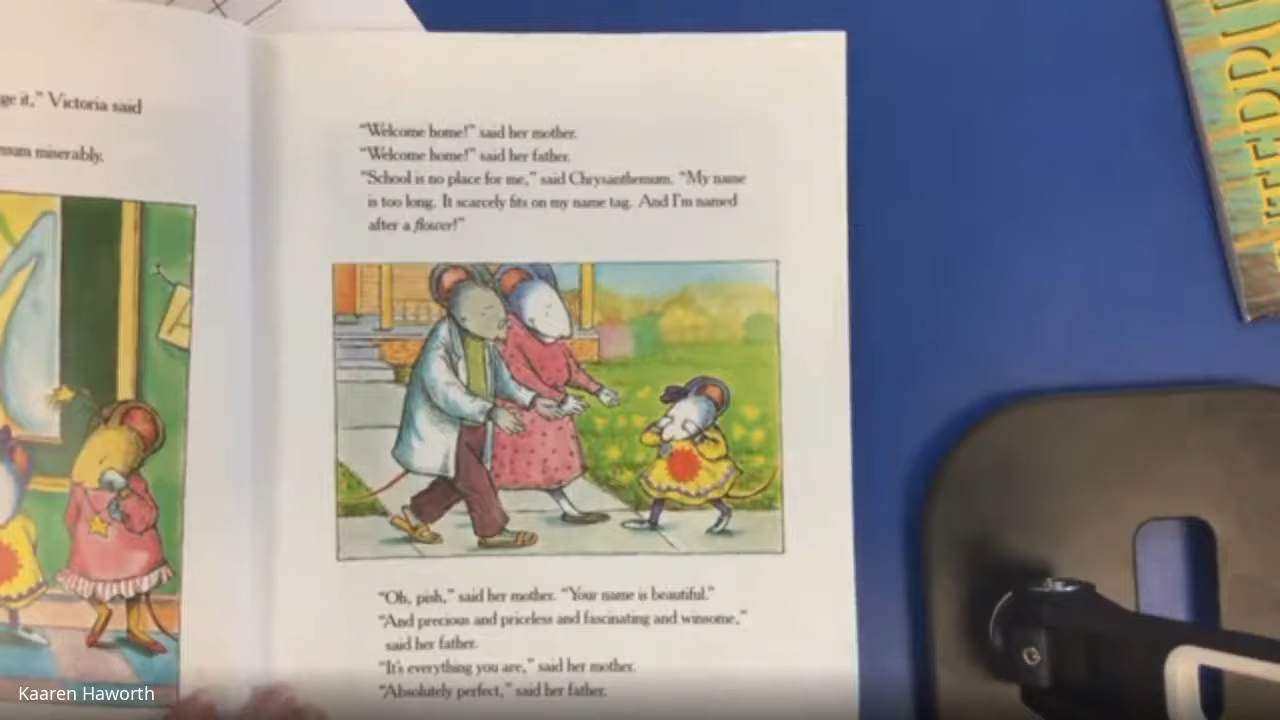 ge it," Victoria said
mum miserably.
"Welcome home!" said her mother.
"Welcome home!" said her father.
"School is no place for me," said Chrysanthemum. "My name
is too long. It scarcely fits on my name tag. And I'm named
after a flower!"
"Oh, pish," said her mother. "Your name is beautiful."
"And precious and priceless and fascinating and winsome,"
said her father.
"It's everything you are," said her mother.
"Absolutely perfect," said her father.
Kaaren Haworth